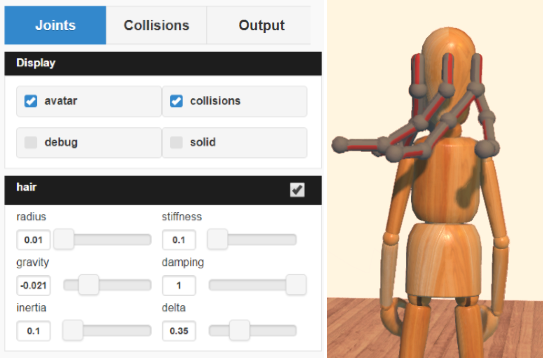 Joints Collisions Output
Display
avatar collisions
debug solid
hair
radius stiffness
0.01 0.1
gravity damping
-0.021 1
inertia delta
0.1 0.35